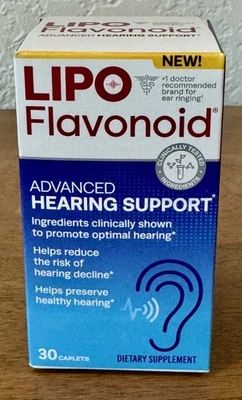 NEW!
LIPO
Flavonoid®
#1 doctor
recommended
brand for
ear ringing†
CLINICALLY TESTED
INGREDIENTS
ADVANCED
HEARING SUPPORT*
Ingredients clinically shown
to promote optimal hearing*
Helps reduce
the risk of
hearing decline*
Helps preserve
healthy hearing*
30 CAPLETS
DIETARY SUPPLEMENT